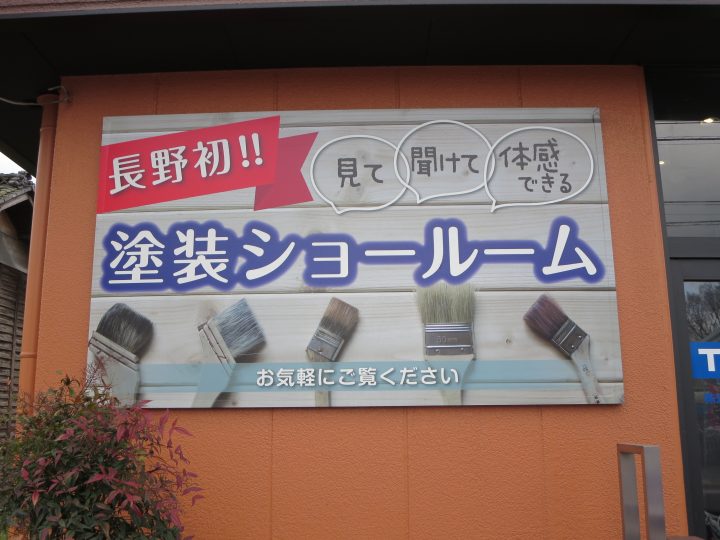 長野初!!
見て
聞けて
体感
できる
塗装ショールーム
お気軽にご覧ください